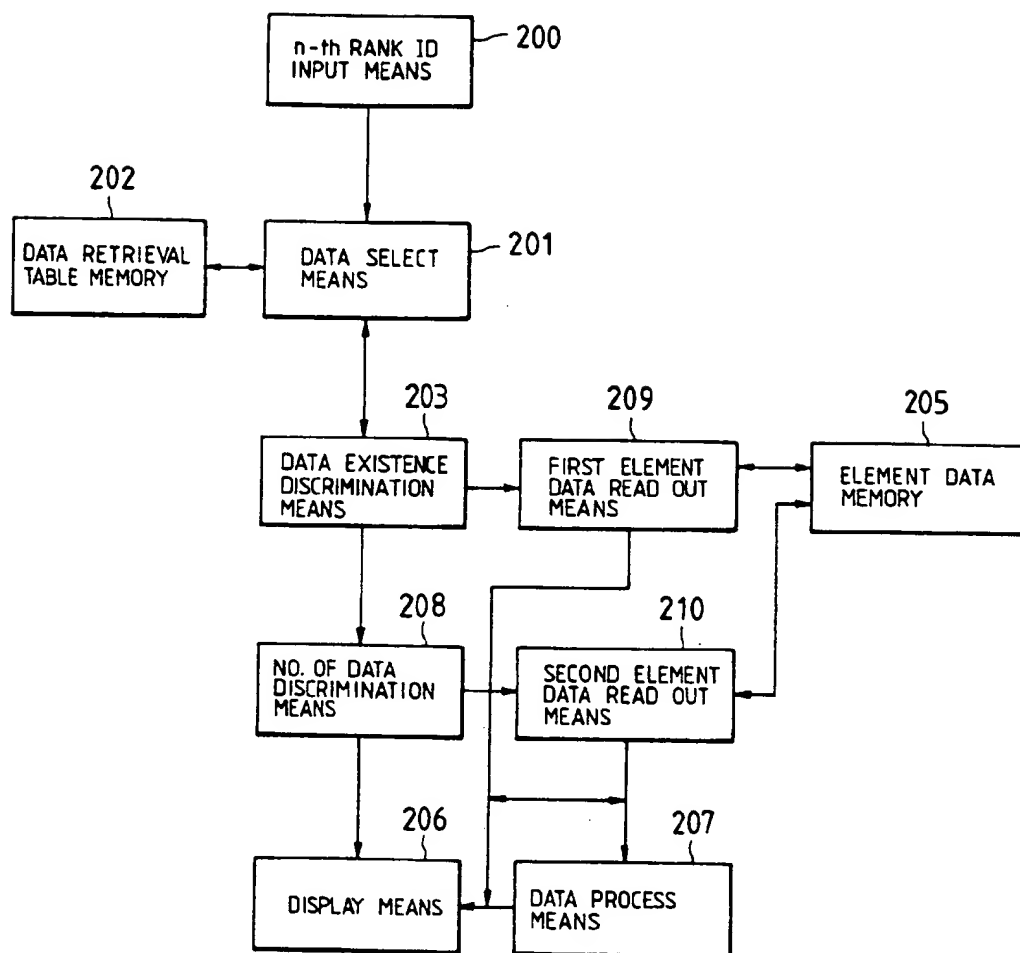 200
n-th RANK ID
INPUT MEANS
202
DATA RETRIEVAL
TABLE MEMORY
201
DATA SELECT
MEANS
203
DATA EXISTENCE
DISCRIMINATION
MEANS
209
FIRST ELEMENT
DATA READ OUT
MEANS
205
ELEMENT DATA
MEMORY
208
NO. OF DATA
DISCRIMINATION
MEANS
210
SECOND ELEMENT
DATA READ OUT
MEANS
206
DISPLAY MEANS
207
DATA PROCESS
MEANS